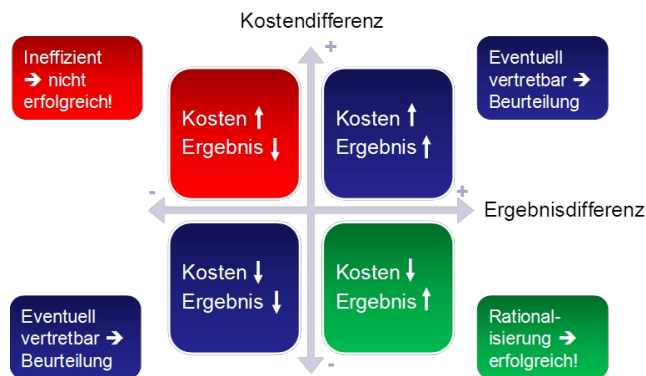 Kostendifferenz
+
Ineffizient
➔ nicht
erfolgreich!
Eventuell
vertretbar ➔
Beurteilung
Kosten ↑
Ergebnis ↓
Kosten ↑
Ergebnis ↑
-
+
Ergebnisdifferenz
Kosten ↓
Ergebnis ↓
Kosten ↓
Ergebnis ↑
Eventuell
vertretbar ➔
Beurteilung
Rational-
isierung ➔
erfolgreich!
-